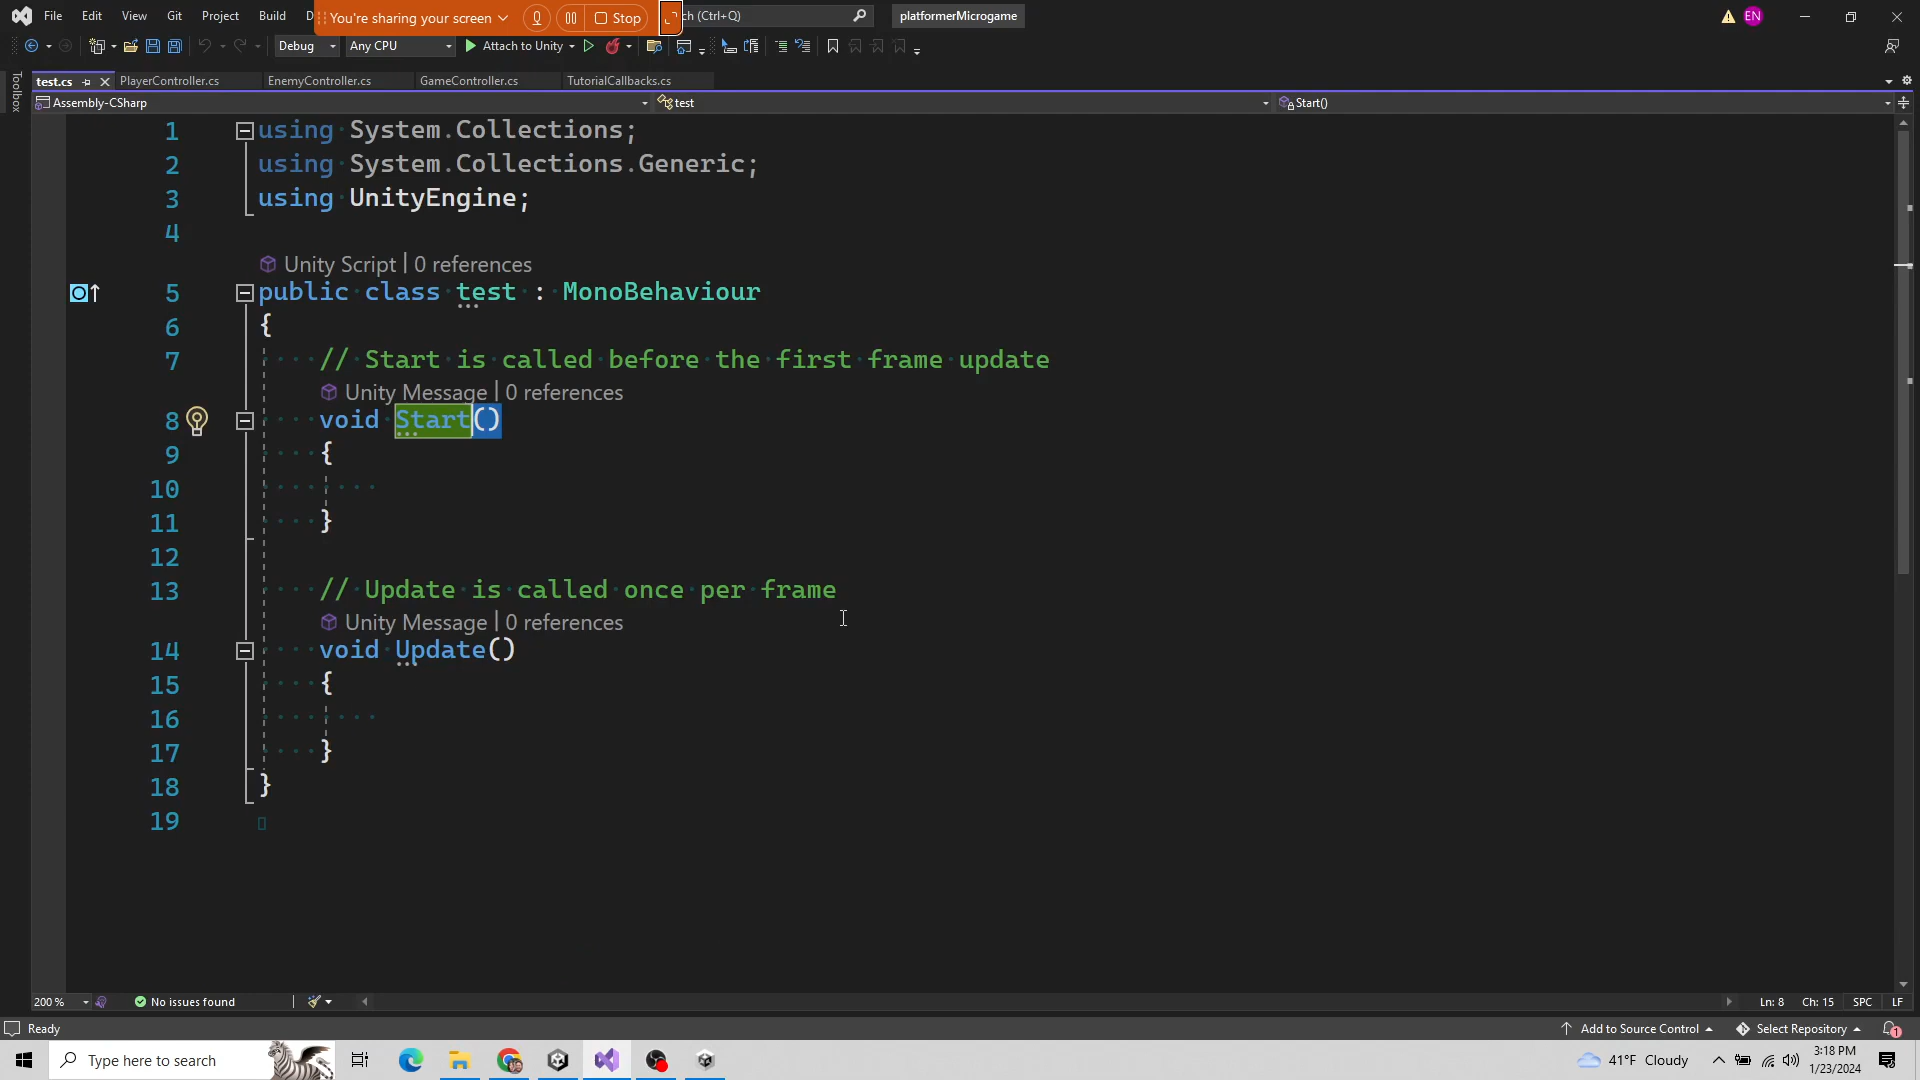 File Edit View Git Project Build D You're sharing your screen Stop ch (Ctrl+Q) platformerMicrogame EN
Debug Any CPU Attach to Unity
test.cs PlayerController.cs EnemyController.cs GameController.cs TutorialCallbacks.cs
Toolbox
Assembly-CSharp test Start()
1 using System.Collections;
2 using System.Collections.Generic;
3 using UnityEngine;
4
Unity Script | 0 references
5 public class test : MonoBehaviour
6 {
7 // Start is called before the first frame update
Unity Message | 0 references
8 void Start()
9 {
10
11 }
12
13 // Update is called once per frame
Unity Message | 0 references
14 void Update()
15 {
16
17 }
18 }
19
200 % No issues found Ln: 8 Ch: 15 SPC LF
Ready Add to Source Control Select Repository 1
Type here to search 41°F Cloudy 3:18 PM
1/23/2024